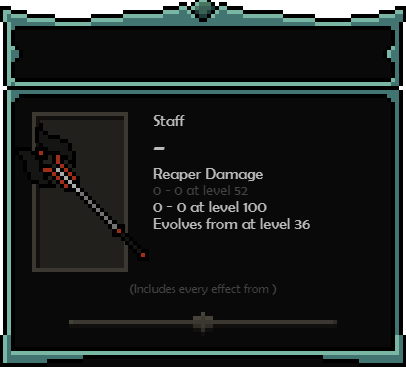 Staff
–
Reaper Damage
0 - 0 at level 52
0 - 0 at level 100
Evolves from at level 36
(Includes every effect from )